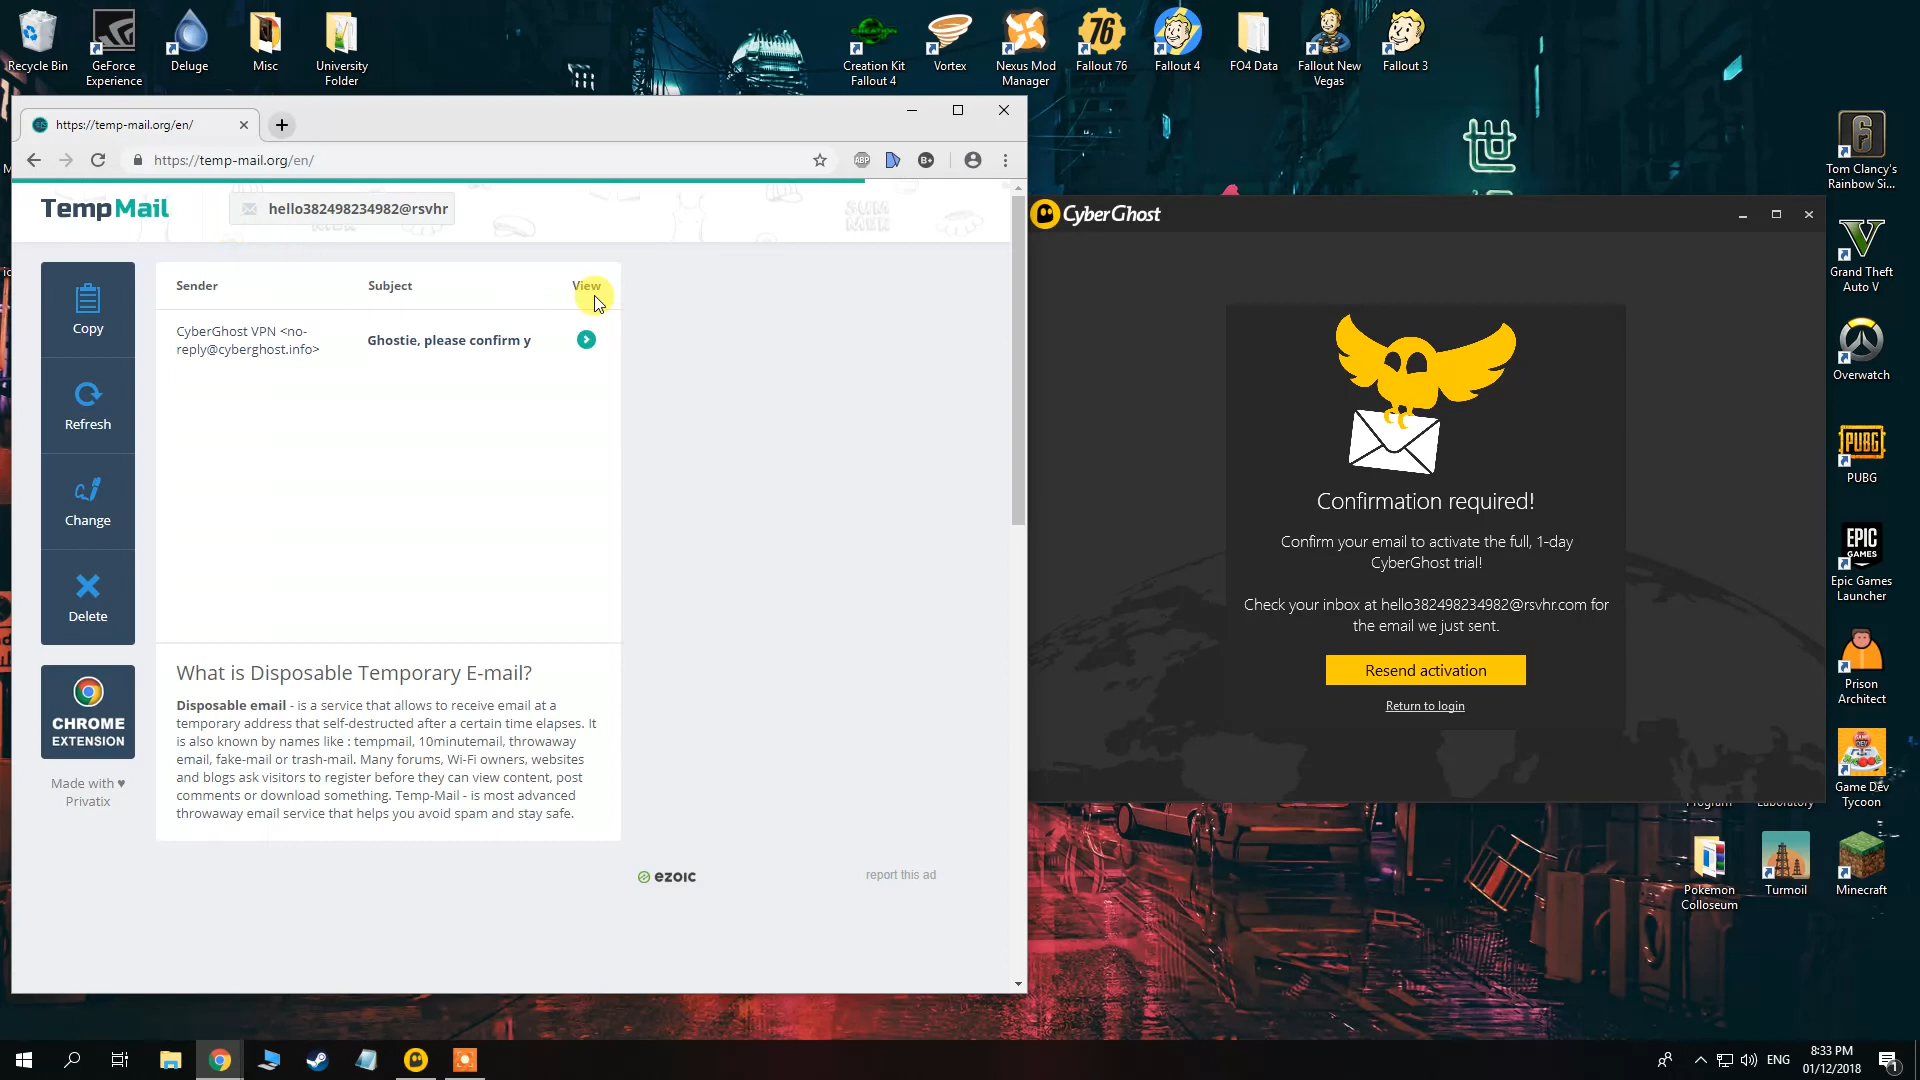 Recycle Bin
GeForce
Experience
Deluge
Misc
University
Folder
Creation Kit
Fallout 4
Vortex
Nexus Mod
Manager
76
Fallout 76
Fallout 4
FO4 Data
Fallout New
Vegas
Fallout 3
https://temp-mail.org/en/
https://temp-mail.org/en/
ABP
TempMail
hello382498234982@rsvhr
Copy
Refresh
Change
Delete
CHROME
EXTENSION
Made with ♥
Privatix
Sender
Subject
View
CyberGhost VPN <no-
reply@cyberghost.info>
Ghostie, please confirm y
What is Disposable Temporary E-mail?
Disposable email - is a service that allows to receive email at a
temporary address that self-destructed after a certain time elapses. It
is also known by names like : tempmail, 10minutemail, throwaway
email, fake-mail or trash-mail. Many forums, Wi-Fi owners, websites
and blogs ask visitors to register before they can view content, post
comments or download something. Temp-Mail - is most advanced
throwaway email service that helps you avoid spam and stay safe.
ezoic
report this ad
CyberGhost
Confirmation required!
Confirm your email to activate the full, 1-day
CyberGhost trial!
Check your inbox at hello382498234982@rsvhr.com for
the email we just sent.
Resend activation
Return to login
世
6
Tom Clancy's
Rainbow Si...
V
Grand Theft
Auto V
Overwatch
PUBG
PUBG
EPIC
GAMES
Epic Games
Launcher
Prison
Architect
Game Dev
Tycoon
Program
Laboratory
Pokemon
Colloseum
Turmoil
Minecraft
ENG
8:33 PM
01/12/2018
1